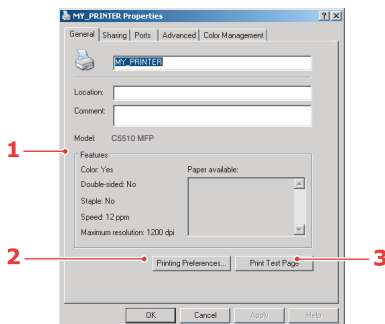 MY_PRINTER Properties
General Sharing Ports Advanced Color Management
MY_PRINTER
Location:
Comment:
Model: C5510 MFP
1
Features
Color: Yes Paper available:
Double-sided: No
Staple: No
Speed: 12 ppm
Maximum resolution: 1200 dpi
2 Printing Preferences... Print Test Page 3
OK Cancel Apply Help